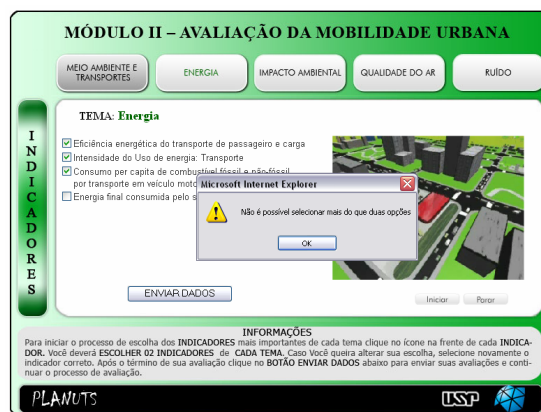 MÓDULO II – AVALIAÇÃO DA MOBILIDADE URBANA
MEIO AMBIENTE E
TRANSPORTES
ENERGIA
IMPACTO AMBIENTAL
QUALIDADE DO AR
RUÍDO
INDICADORES
TEMA: Energia
Eficiência energética do transporte de passageiro e carga
Intensidade do Uso de energia: Transporte
Consumo per capita de combustível fóssil e não-fóssil
por transporte em veículo moto
Energia final consumida pelo s
Microsoft Internet Explorer
Não é possível selecionar mais do que duas opções
OK
ENVIAR DADOS
Iniciar
Parar
INFORMAÇÕES
Para iniciar o processo de escolha dos INDICADORES mais importantes de cada tema clique no ícone na frente de cada INDICA-
DOR. Você deverá ESCOLHER 02 INDICADORES de CADA TEMA. Caso Você queira alterar sua escolha, selecione novamente o
indicador correto. Após o término de sua avaliação clique no BOTÃO ENVIAR DADOS abaixo para enviar suas avaliações e conti-
nuar o processo de avaliação.
PLANUTS
USP